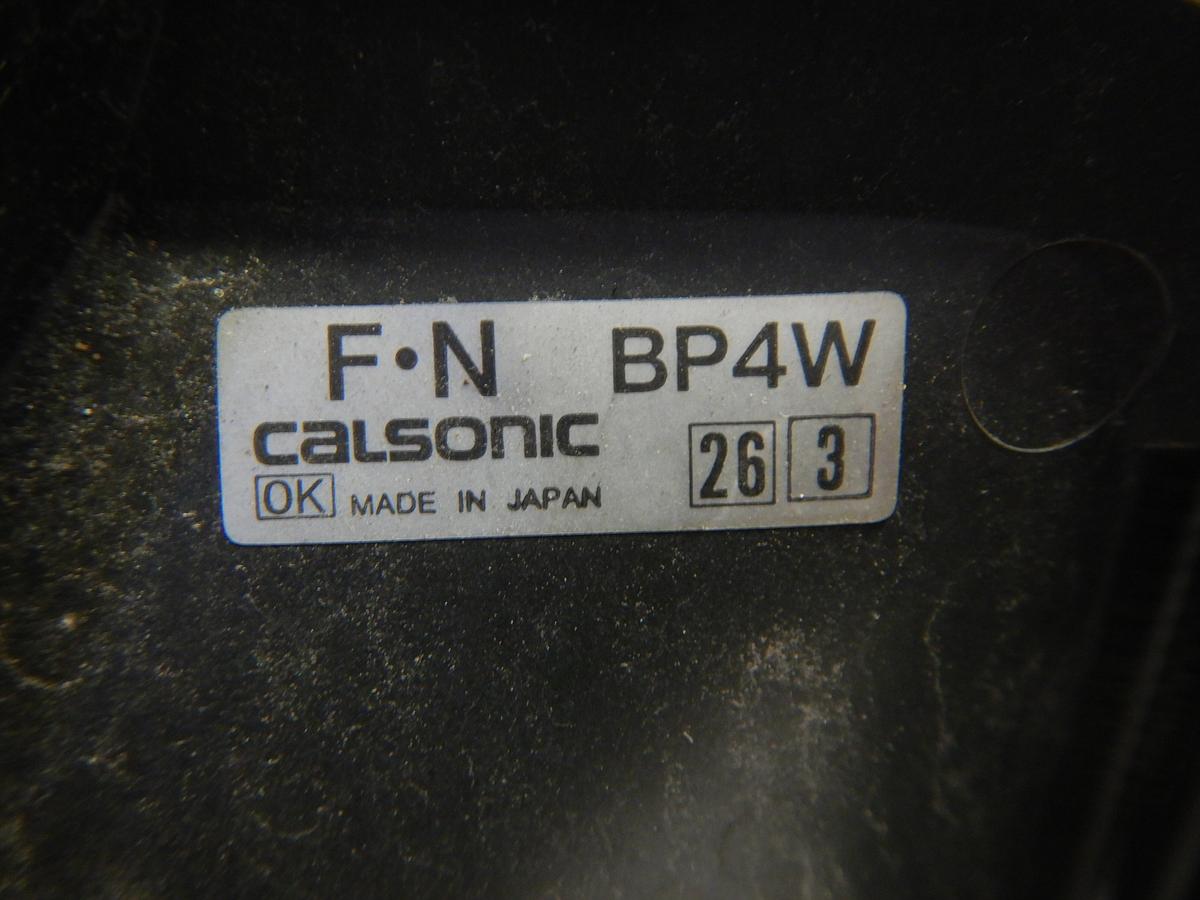 F・N BP4W
CALSONIC
26 3
OK MADE IN JAPAN